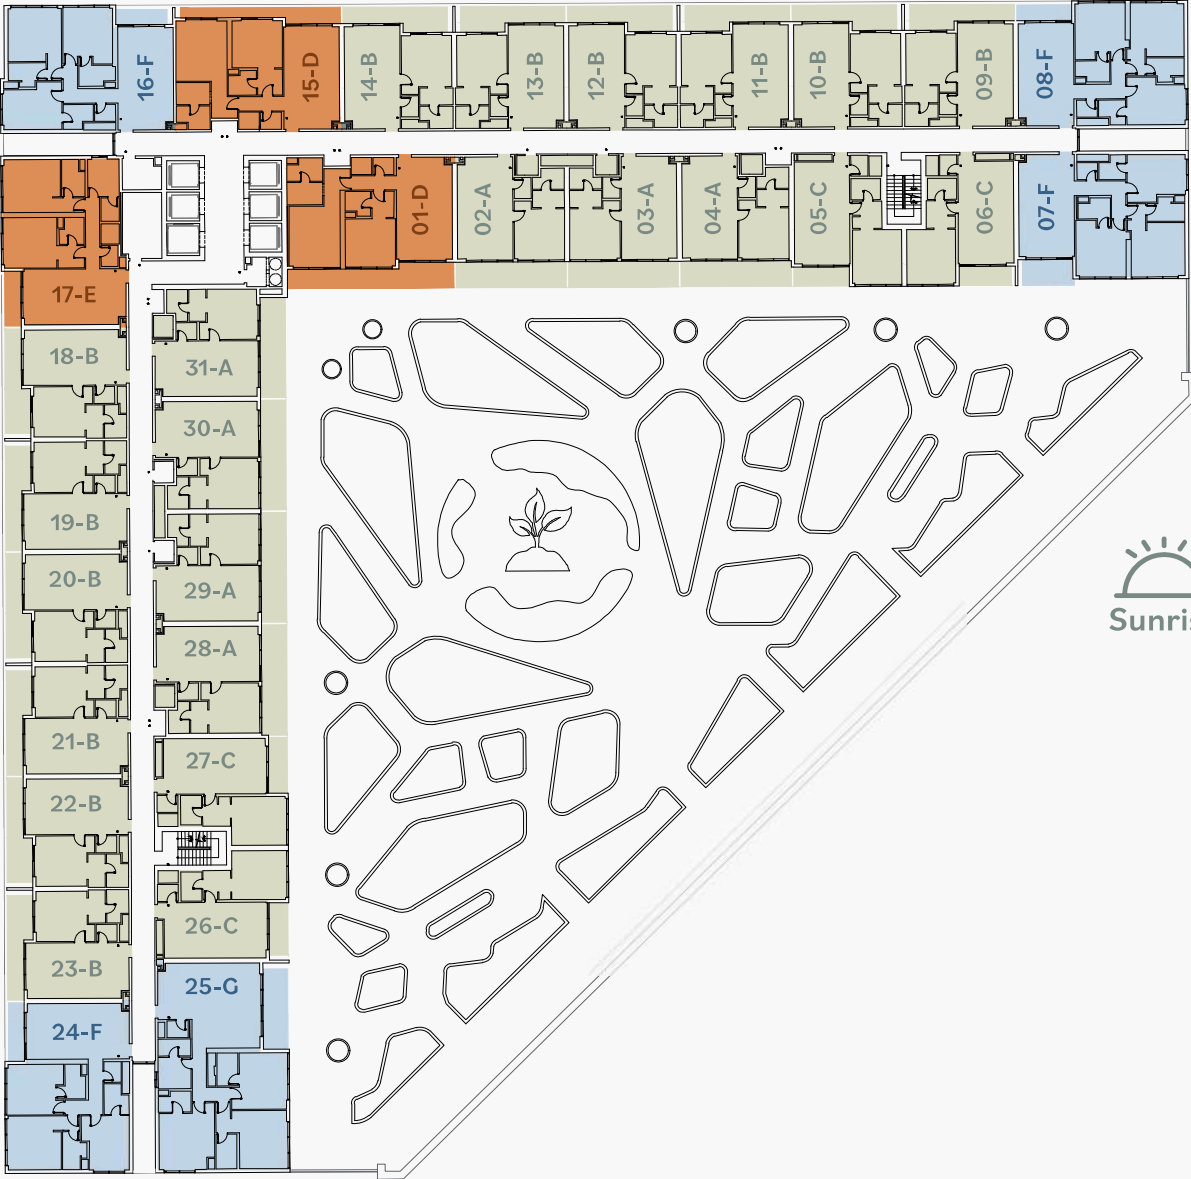 16-F
15-D
14-B
13-B
12-B
11-B
10-B
09-B
08-F
01-D
02-A
03-A
04-A
05-C
06-C
07-F
17-E
18-B
31-A
30-A
19-B
20-B
29-A
28-A
21-B
27-C
22-B
26-C
23-B
25-G
24-F